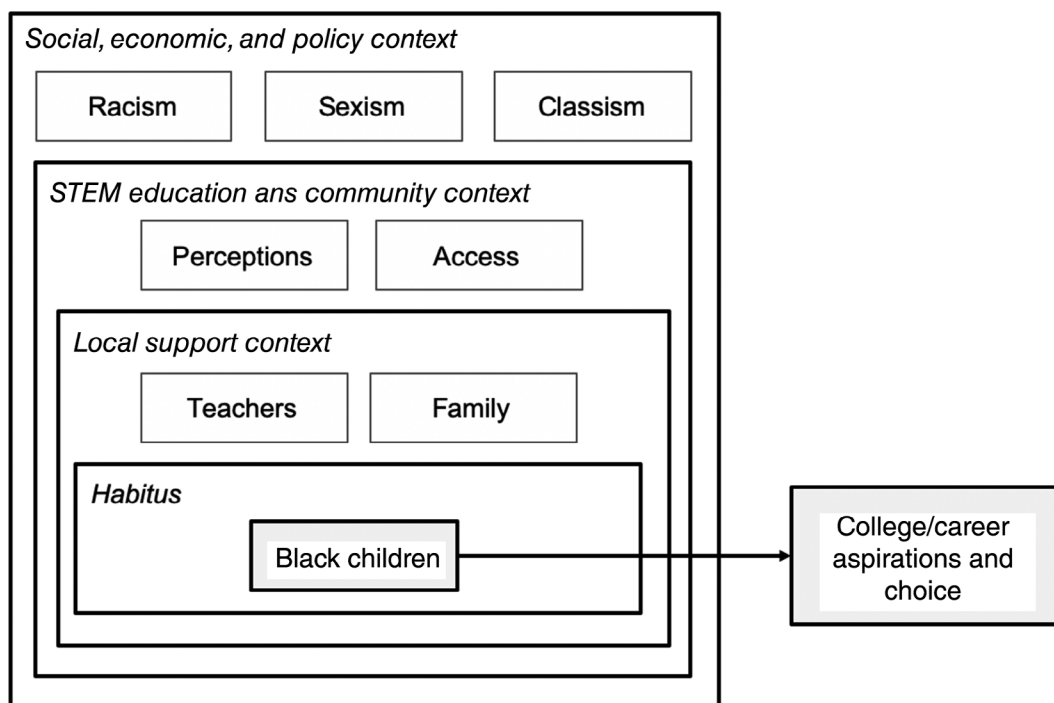 Social, economic, and policy context
Racism
Sexism
Classism
STEM education ans community context
Perceptions
Access
Local support context
Teachers
Family
Habitus
Black children
College/career
aspirations and
choice